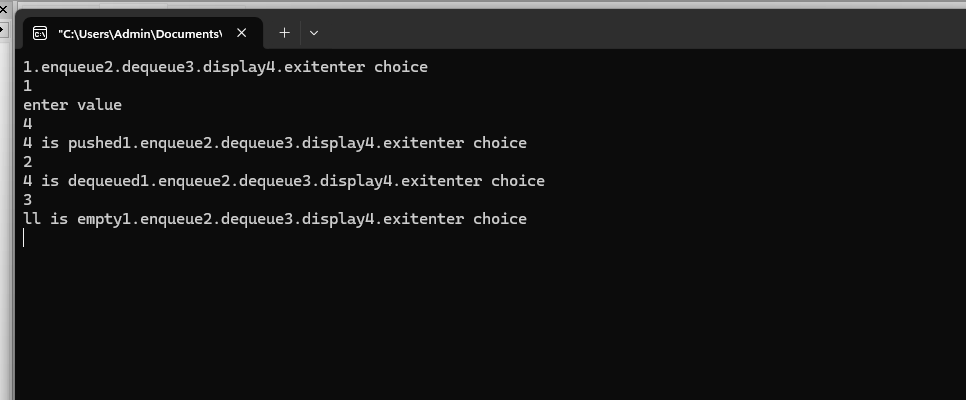 "C:\Users\Admin\Documents\
1.enqueue2.dequeue3.display4.exitenter choice
1
enter value
4
4 is pushed1.enqueue2.dequeue3.display4.exitenter choice
2
4 is dequeued1.enqueue2.dequeue3.display4.exitenter choice
3
ll is empty1.enqueue2.dequeue3.display4.exitenter choice